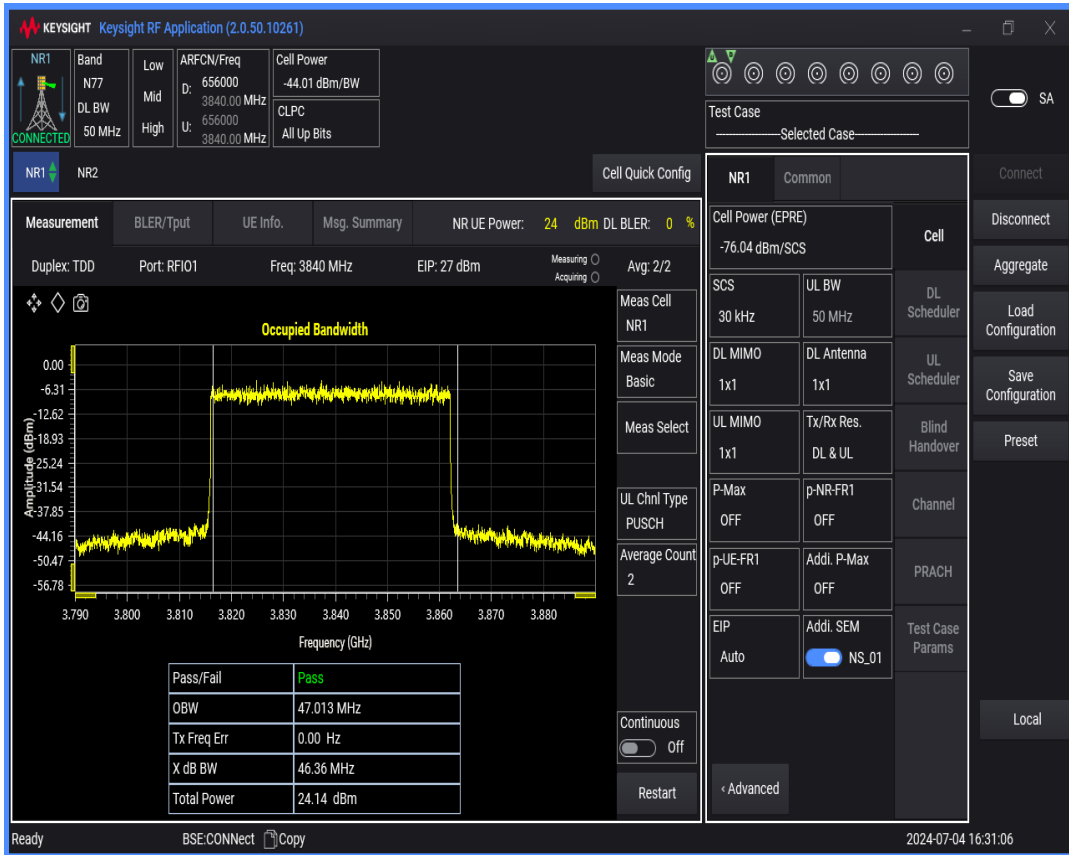 KEYSIGHT Keysight RF Application (2.0.50.10261)
NR1
CONNECTED
Band
N77
DL BW
50 MHz
Low
Mid
High
ARFCN/Freq
D: 656000
3840.00 MHz
U: 656000
3840.00 MHz
Cell Power
-44.01 dBm/BW
CLPC
All Up Bits
Test Case
----------------Selected Case----------------
SA
NR1
NR2
Cell Quick Config
Measurement
BLER/Tput
UE Info.
Msg. Summary
NR UE Power: 24 dBm DL BLER: 0 %
Duplex: TDD
Port: RFIO1
Freq: 3840 MHz
EIP: 27 dBm
Measuring
Acquiring
Avg: 2/2
Occupied Bandwidth
Amplitude (dBm)
0.00
-6.31
-12.62
-18.93
-25.24
-31.54
-37.85
-44.16
-50.47
-56.78
3.790 3.800 3.810 3.820 3.830 3.840 3.850 3.860 3.870 3.880
Frequency (GHz)
Pass/Fail Pass
OBW 47.013 MHz
Tx Freq Err 0.00 Hz
X dB BW 46.36 MHz
Total Power 24.14 dBm
Meas Cell
NR1
Meas Mode
Basic
Meas Select
UL Chnl Type
PUSCH
Average Count
2
Continuous
Off
Restart
NR1
Common
Cell Power (EPRE)
-76.04 dBm/SCS
SCS
30 kHz
UL BW
50 MHz
DL MIMO
1x1
DL Antenna
1x1
UL MIMO
1x1
Tx/Rx Res.
DL & UL
P-Max
OFF
p-NR-FR1
OFF
p-UE-FR1
OFF
Addi. P-Max
OFF
EIP
Auto
Addi. SEM
NS_01
‹ Advanced
Cell
DL
Scheduler
UL
Scheduler
Blind
Handover
Channel
PRACH
Test Case
Params
Connect
Disconnect
Aggregate
Load
Configuration
Save
Configuration
Preset
Local
Ready
BSE:CONNect
Copy
2024-07-04 16:31:06